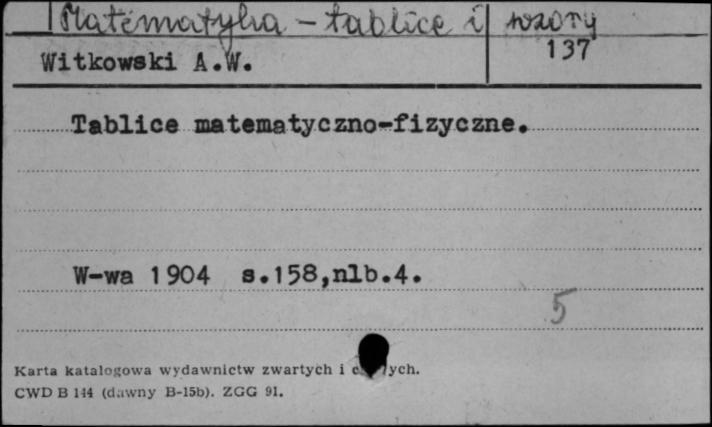 Matematyka - tablice i wzory
Witkowski A.W.
137
Tablice matematyczno-fizyczne.
W-wa 1904 s.158,nlb.4.
5
Karta katalogowa wydawnictw zwartych i
CWD B 144 (dawny B-15b). ZGG 91.